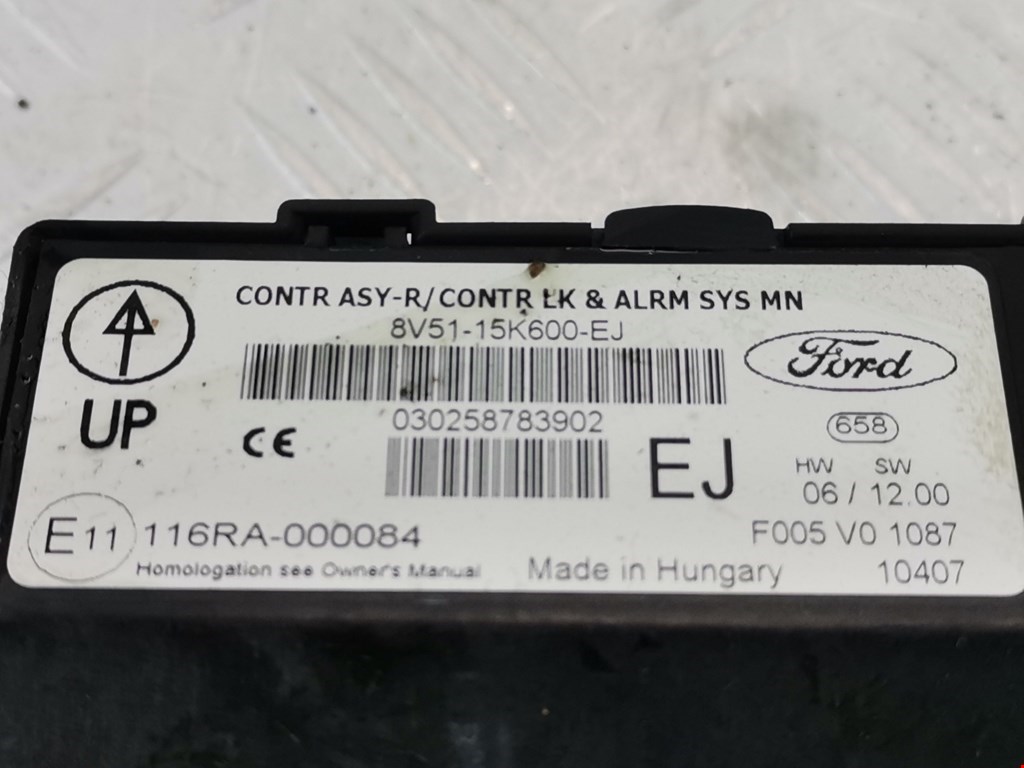 CONTR ASY-R/CONTR LK & ALRM SYS MN
8V51-15K600-EJ
Ford
UP
CE
030258783902
EJ
658
HW SW
06 / 12.00
E11 116RA-000084
F005 V0 1087
Homologation see Owner's Manual
Made in Hungary
10407